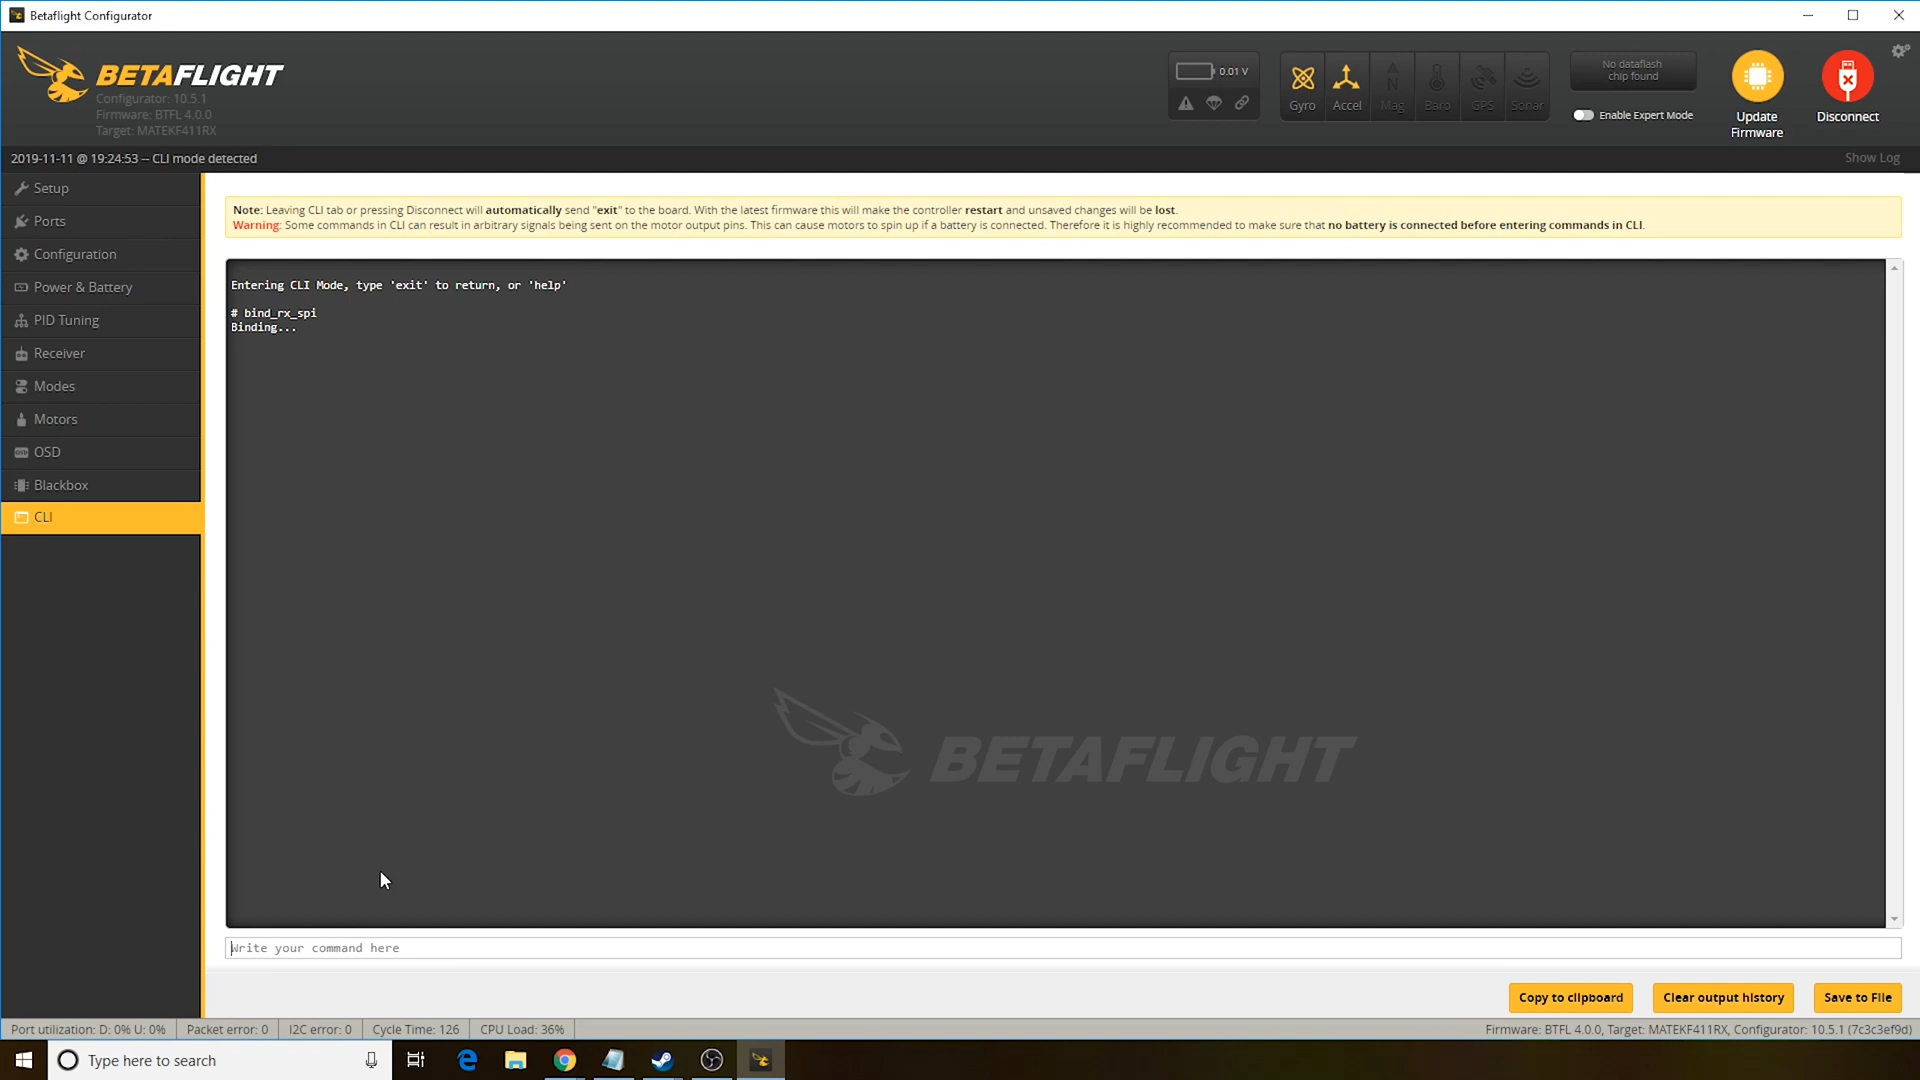 Betaflight Configurator
BETAFLIGHT
Configurator: 10.5.1
Firmware: BTFL 4.0.0
Target: MATEKF411RX
0.01 V
Gyro
Accel
Mag
Baro
GPS
Sonar
No dataflash
chip found
Enable Expert Mode
Update
Firmware
Disconnect
2019-11-11 @ 19:24:53 -- CLI mode detected
Show Log
Setup
Ports
Configuration
Power & Battery
PID Tuning
Receiver
Modes
Motors
OSD
Blackbox
CLI
Note: Leaving CLI tab or pressing Disconnect will automatically send "exit" to the board. With the latest firmware this will make the controller restart and unsaved changes will be lost.
Warning: Some commands in CLI can result in arbitrary signals being sent on the motor output pins. This can cause motors to spin up if a battery is connected. Therefore it is highly recommended to make sure that no battery is connected before entering commands in CLI.
Entering CLI Mode, type 'exit' to return, or 'help'
# bind_rx_spi
Binding...
BETAFLIGHT
Write your command here
Copy to clipboard
Clear output history
Save to File
Port utilization: D: 0% U: 0%
Packet error: 0
I2C error: 0
Cycle Time: 126
CPU Load: 36%
Firmware: BTFL 4.0.0, Target: MATEKF411RX, Configurator: 10.5.1 (7c3c3ef9d)
Type here to search